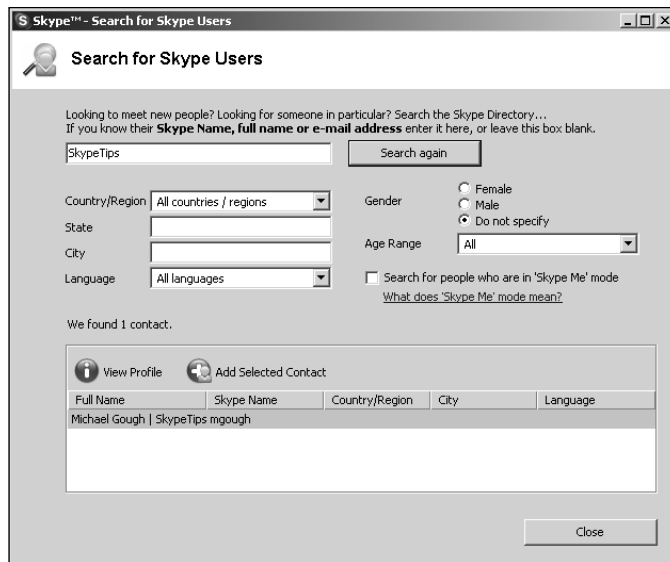 Skype™ - Search for Skype Users
Search for Skype Users
Looking to meet new people? Looking for someone in particular? Search the Skype Directory...
If you know their Skype Name, full name or e-mail address enter it here, or leave this box blank.
SkypeTips
Search again
Country/Region All countries / regions
State
City
Language All languages
Gender
Female
Male
Do not specify
Age Range All
Search for people who are in 'Skype Me' mode
What does 'Skype Me' mode mean?
We found 1 contact.
View Profile Add Selected Contact
Full Name Skype Name Country/Region City Language
Michael Gough | SkypeTips mgough
Close